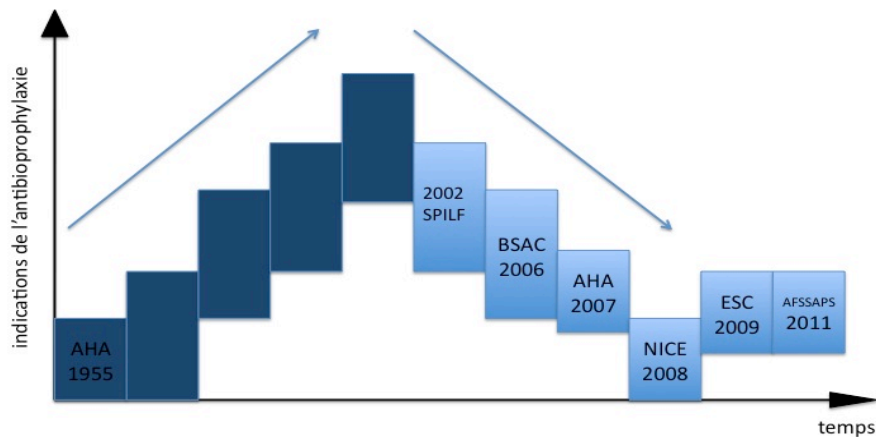 indications de l’antibioprophylaxie
AHA
1955
2002
SPILF
BSAC
2006
AHA
2007
NICE
2008
ESC
2009
AFSSAPS
2011
temps